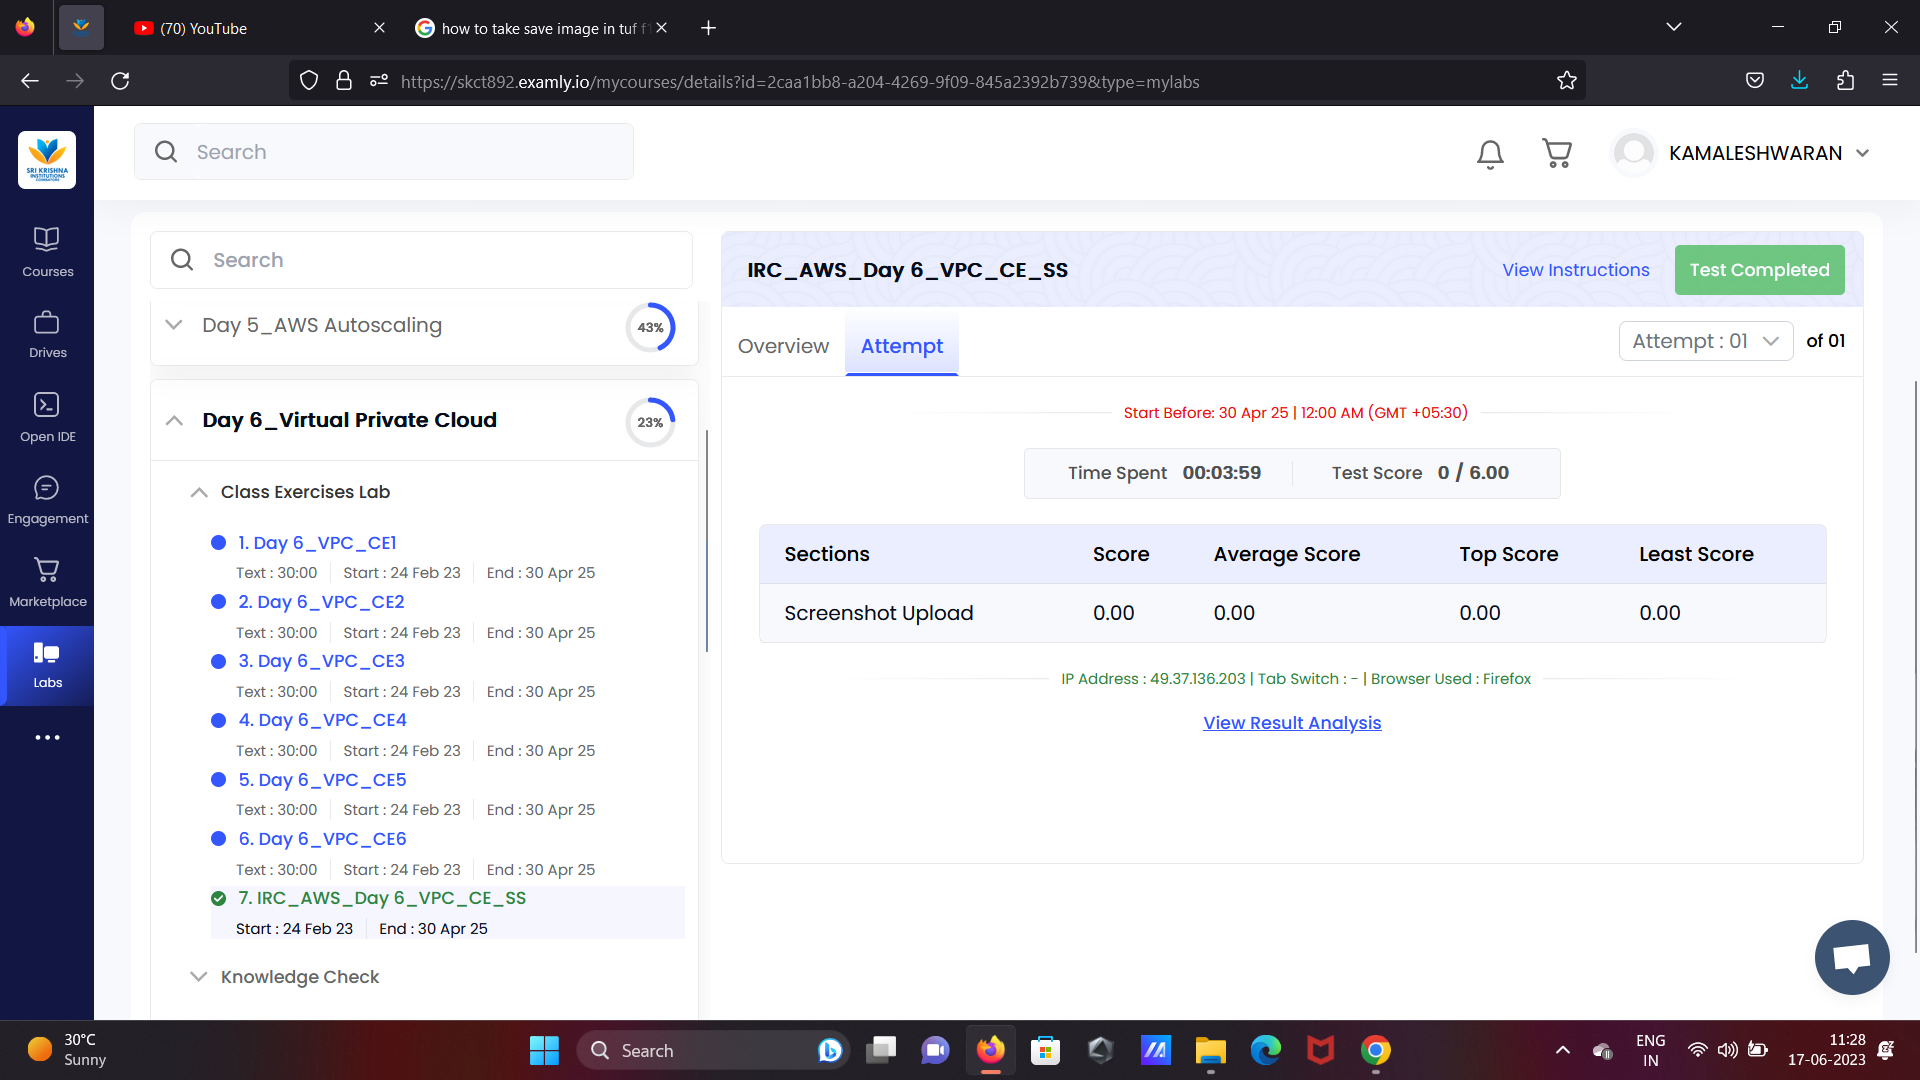 (70) YouTube
how to take save image in tuf f
https://skct892.examly.io/mycourses/details?id=2caa1bb8-a204-4269-9f09-845a2392b739&type=mylabs
SRI KRISHNA
INSTITUTIONS
Search
KAMALESHWARAN
Courses
Drives
Open IDE
Engagement
Marketplace
Labs
Search
Day 5_AWS Autoscaling
43%
Day 6_Virtual Private Cloud
23%
Class Exercises Lab
1. Day 6_VPC_CE1
Text : 30:00 Start : 24 Feb 23 End : 30 Apr 25
2. Day 6_VPC_CE2
Text : 30:00 Start : 24 Feb 23 End : 30 Apr 25
3. Day 6_VPC_CE3
Text : 30:00 Start : 24 Feb 23 End : 30 Apr 25
4. Day 6_VPC_CE4
Text : 30:00 Start : 24 Feb 23 End : 30 Apr 25
5. Day 6_VPC_CE5
Text : 30:00 Start : 24 Feb 23 End : 30 Apr 25
6. Day 6_VPC_CE6
Text : 30:00 Start : 24 Feb 23 End : 30 Apr 25
7. IRC_AWS_Day 6_VPC_CE_SS
Start : 24 Feb 23 End : 30 Apr 25
Knowledge Check
IRC_AWS_Day 6_VPC_CE_SS
View Instructions
Test Completed
Overview
Attempt
Attempt : 01
of 01
Start Before: 30 Apr 25 | 12:00 AM (GMT +05:30)
Time Spent 00:03:59 Test Score 0 / 6.00
Sections Score Average Score Top Score Least Score
Screenshot Upload 0.00 0.00 0.00 0.00
IP Address : 49.37.136.203 | Tab Switch : - | Browser Used : Firefox
View Result Analysis
30°C
Sunny
Search
ENG
IN
11:28
17-06-2023